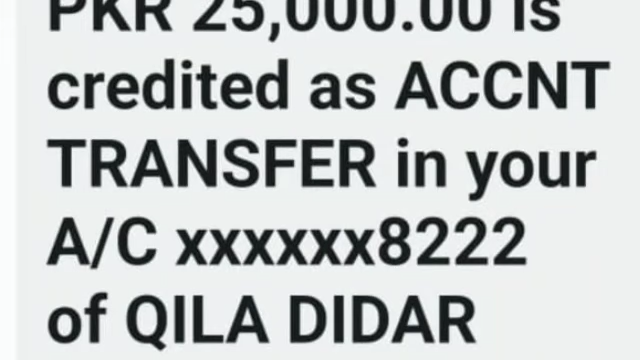 PKR 25,000.00 is
credited as ACCNT
TRANSFER in your
A/C xxxxxx8222
of QILA DIDAR